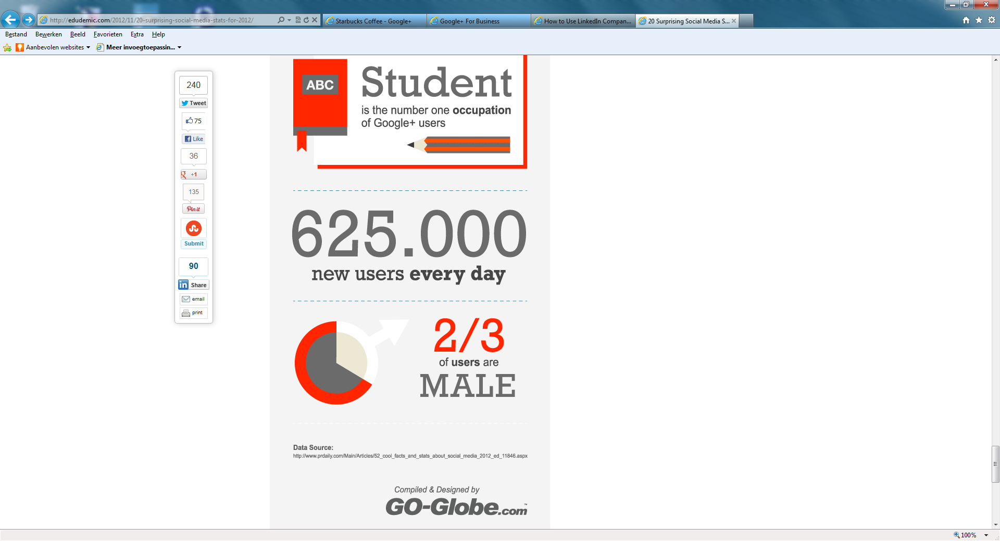 http://edudemic.com/2012/11/20-surprising-social-media-stats-for-2012/
Starbucks Coffee - Google+
Google+ For Business
How to Use LinkedIn Compan...
20 Surprising Social Media S...
Bestand Bewerken Beeld Favorieten Extra Help
Aanbevolen websites Meer invoegtoepassin...
240
Tweet
75
Like
36
+1
135
Pin it
Submit
90
in Share
email
print
ABC
Student
is the number one occupation
of Google+ users
625.000
new users every day
2/3
of users are
MALE
Data Source:
http://www.prdaily.com/Main/Articles/52_cool_facts_and_stats_about_social_media_2012_ed_11846.aspx
Compiled & Designed by
GO-Globe.com™
100%